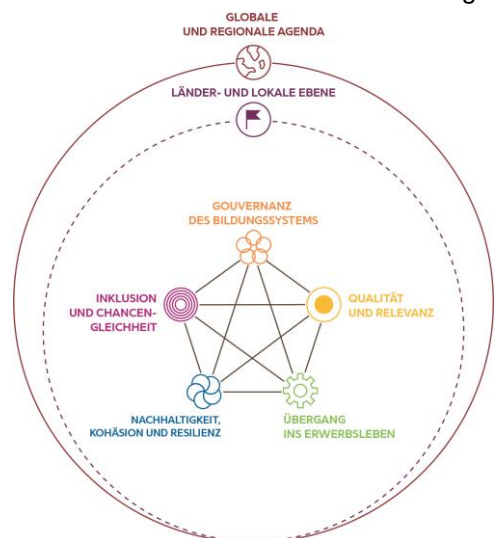 GLOBALE
UND REGIONALE AGENDA
LÄNDER- UND LOKALE EBENE
GOUVERNANZ
DES BILDUNGSSYSTEMS
INKLUSION
UND CHANCEN-
GLEICHHEIT
QUALITÄT
UND RELEVANZ
NACHHALTIGKEIT,
KOHÄSION UND RESILIENZ
ÜBERGANG
INS ERWERBSLEBEN